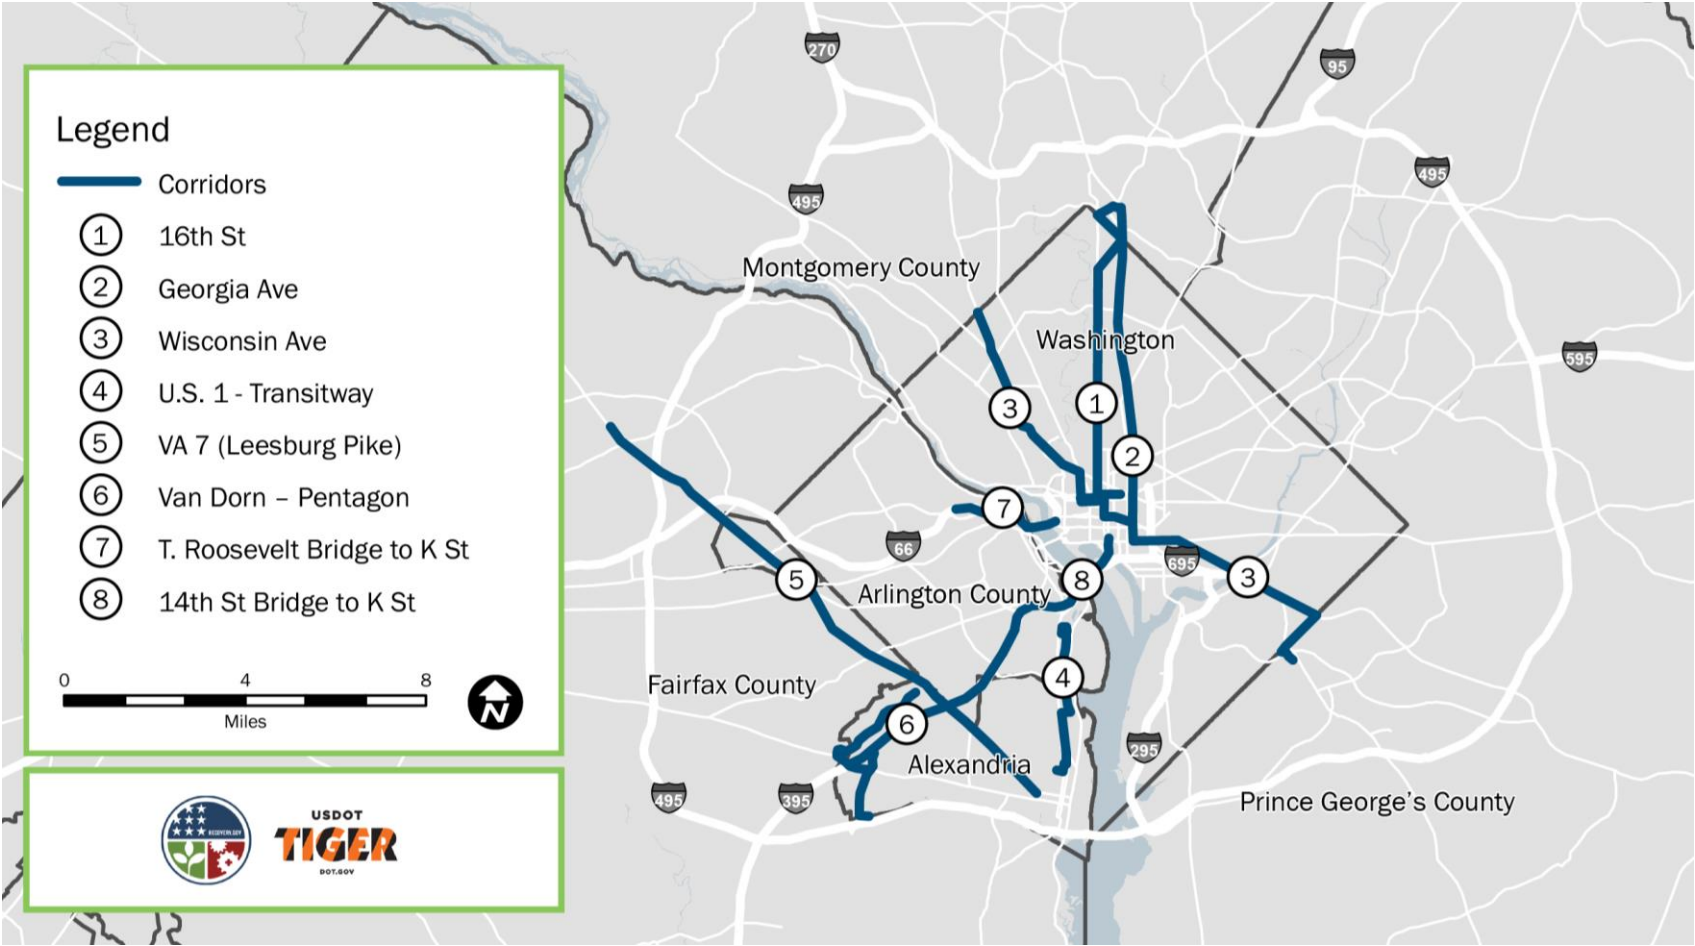 Legend
Corridors
1 16th St
2 Georgia Ave
3 Wisconsin Ave
4 U.S. 1 - Transitway
5 VA 7 (Leesburg Pike)
6 Van Dorn – Pentagon
7 T. Roosevelt Bridge to K St
8 14th St Bridge to K St
0 4 8
Miles
N
RECOVERY.GOV
USDOT
TIGER
DOT.GOV
270
95
495
495
Montgomery County
Washington
595
3
1
2
7
66
695
5
8
3
Arlington County
Fairfax County
4
6
295
Alexandria
495
395
Prince George's County